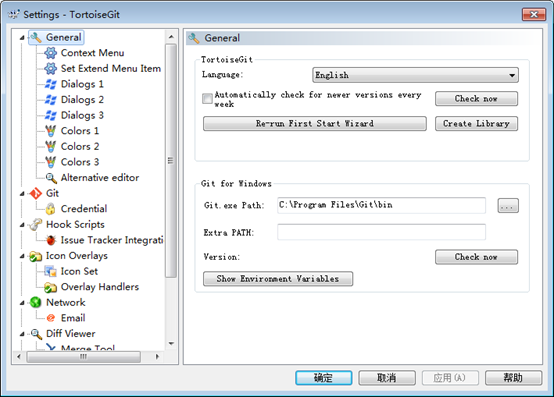 Settings - TortoiseGit
General
Context Menu
Set Extend Menu Item
Dialogs 1
Dialogs 2
Dialogs 3
Colors 1
Colors 2
Colors 3
Alternative editor
Git
Credential
Hook Scripts
Issue Tracker Integrati
Icon Overlays
Icon Set
Overlay Handlers
Network
Email
Diff Viewer
Merge Tool
General
TortoiseGit
Language: English
Automatically check for newer versions every week Check now
Re-run First Start Wizard Create Library
Git for Windows
Git.exe Path: C:\Program Files\Git\bin ...
Extra PATH:
Version: Check now
Show Environment Variables
确定 取消 应用(A) 帮助